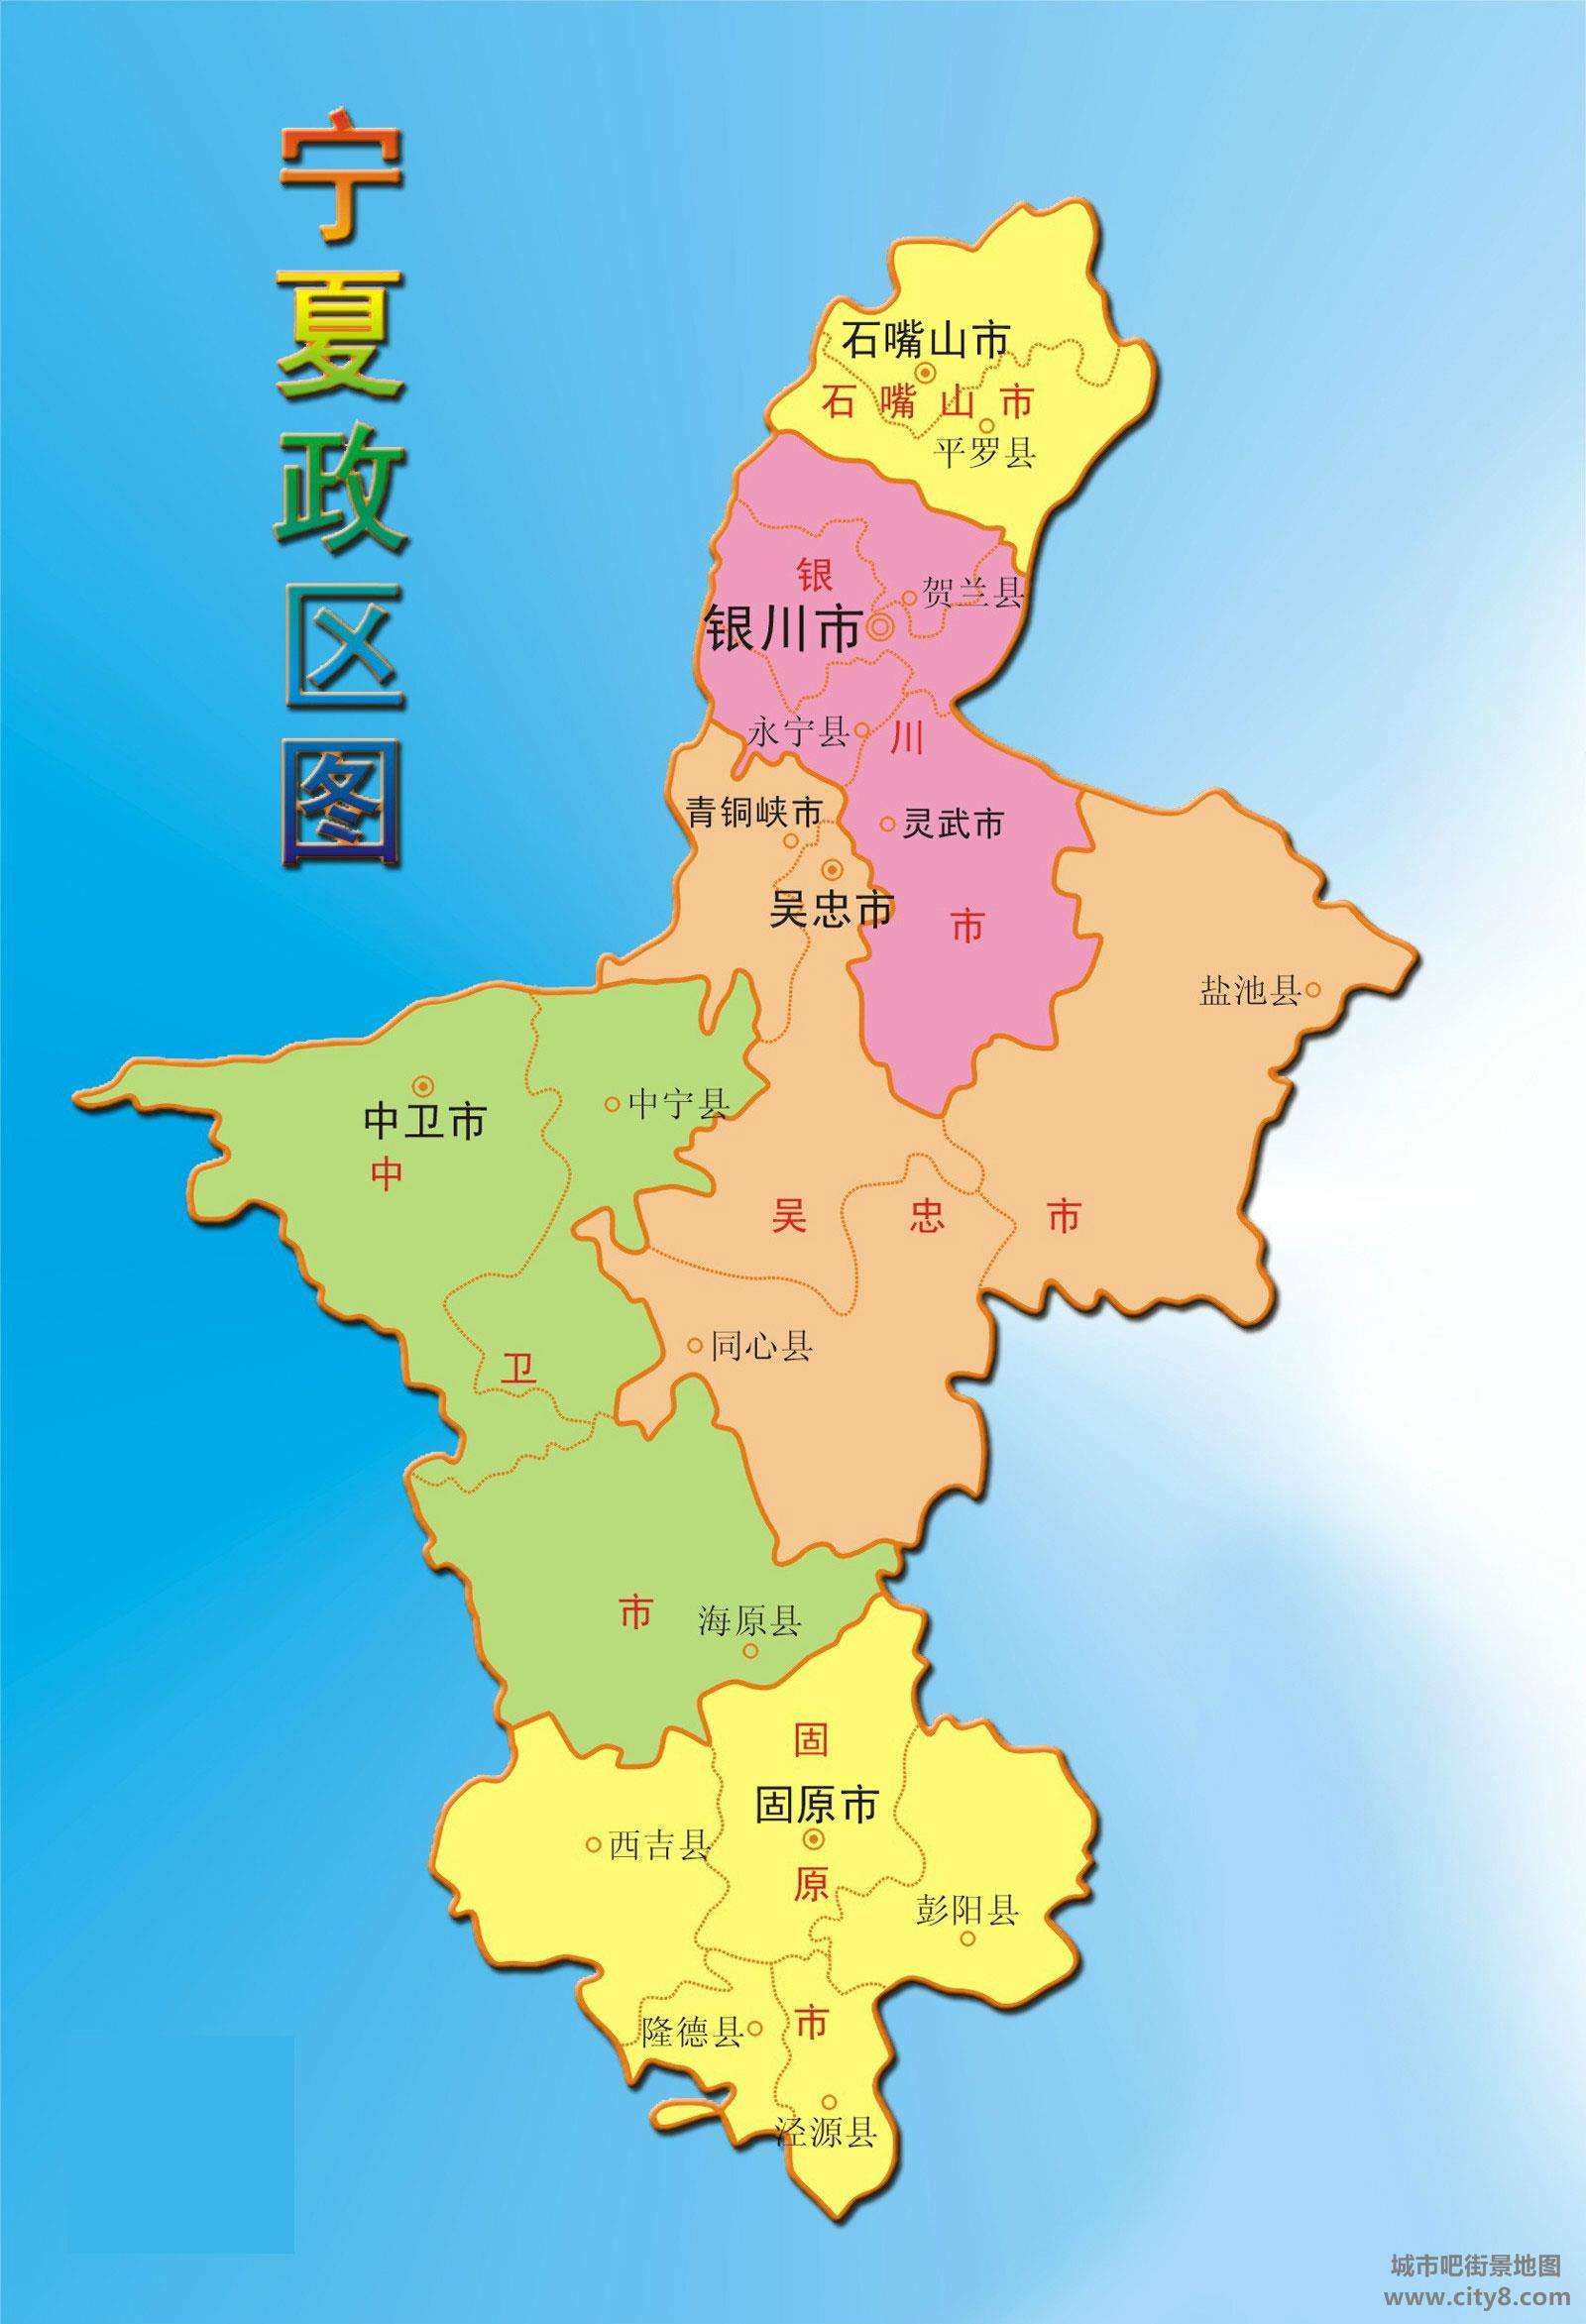 宁夏政区图
石嘴山市
石嘴山市
平罗县
银
贺兰县
银川市
永宁县
川
青铜峡市
灵武市
吴忠市
市
盐池县
中宁县
中卫市
中
吴忠市
同心县
卫
市
海原县
固
固原市
西吉县
原
彭阳县
市
隆德县
泾源县
城市吧街景地图
www.city8.com